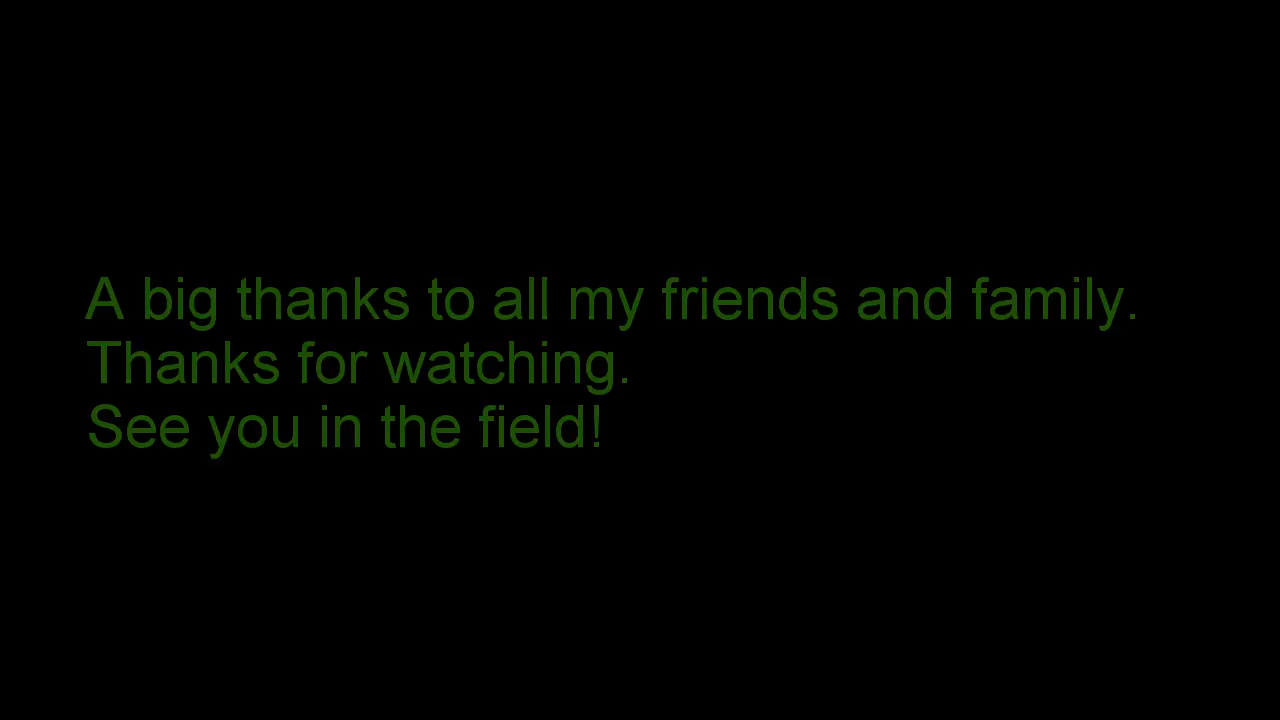 A big thanks to all my friends and family.
Thanks for watching.
See you in the field!